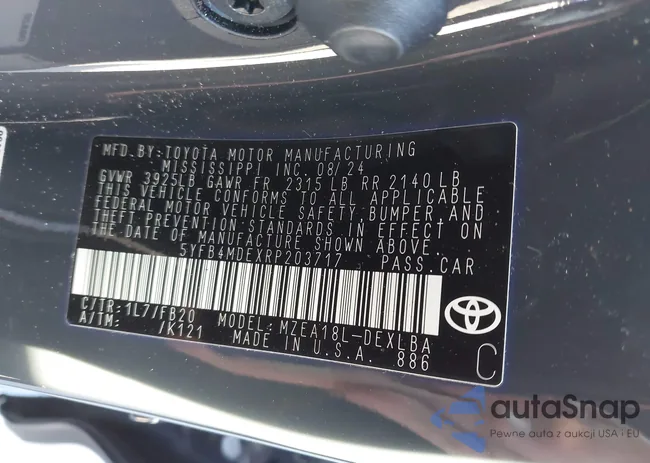 MFD.BY:TOYOTA MOTOR MANUFACTURING
MISSISSIPPI INC. 08/24
GVWR 3925LB GAWR FR 2315 LB RR 2140 LB
THIS VEHICLE CONFORMS TO ALL APPLICABLE
FEDERAL MOTOR VEHICLE SAFETY, BUMPER,AND
THEFT PREVENTION STANDARDS IN EFFECT ON
THE DATE OF MANUFACTURE SHOWN ABOVE.
5YFB4MDEXRP203717 PASS.CAR
C/TR:1L7/FB20 MODEL:MZEA18L-DEXLBA
A/TM: /K121 MADE IN U.S.A. 886
C
autoSnap
Pewne auta z aukcji USA · EU